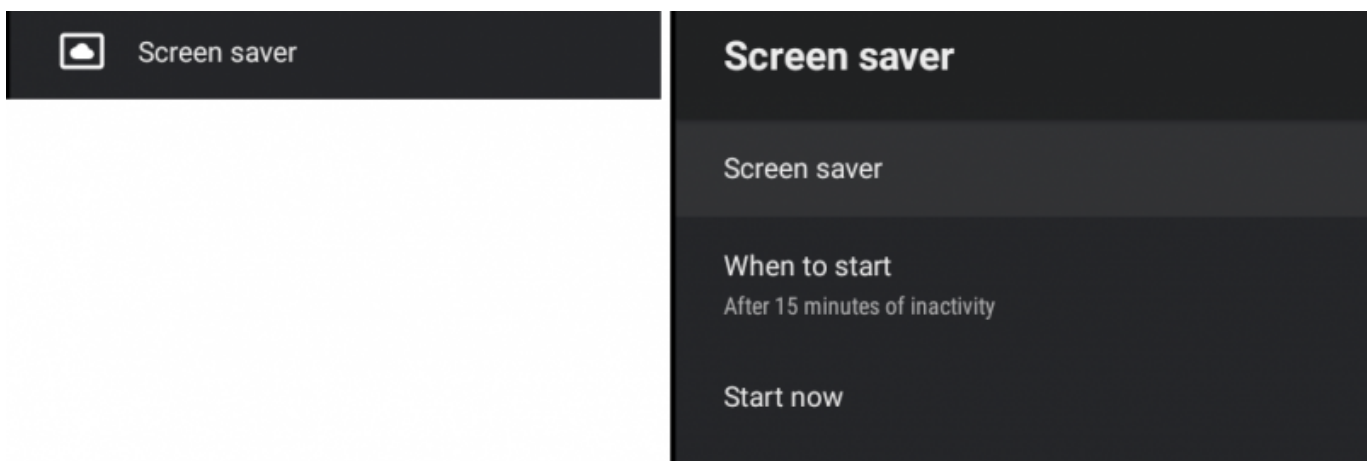 Screen saver
Screen saver
Screen saver
When to start
After 15 minutes of inactivity
Start now